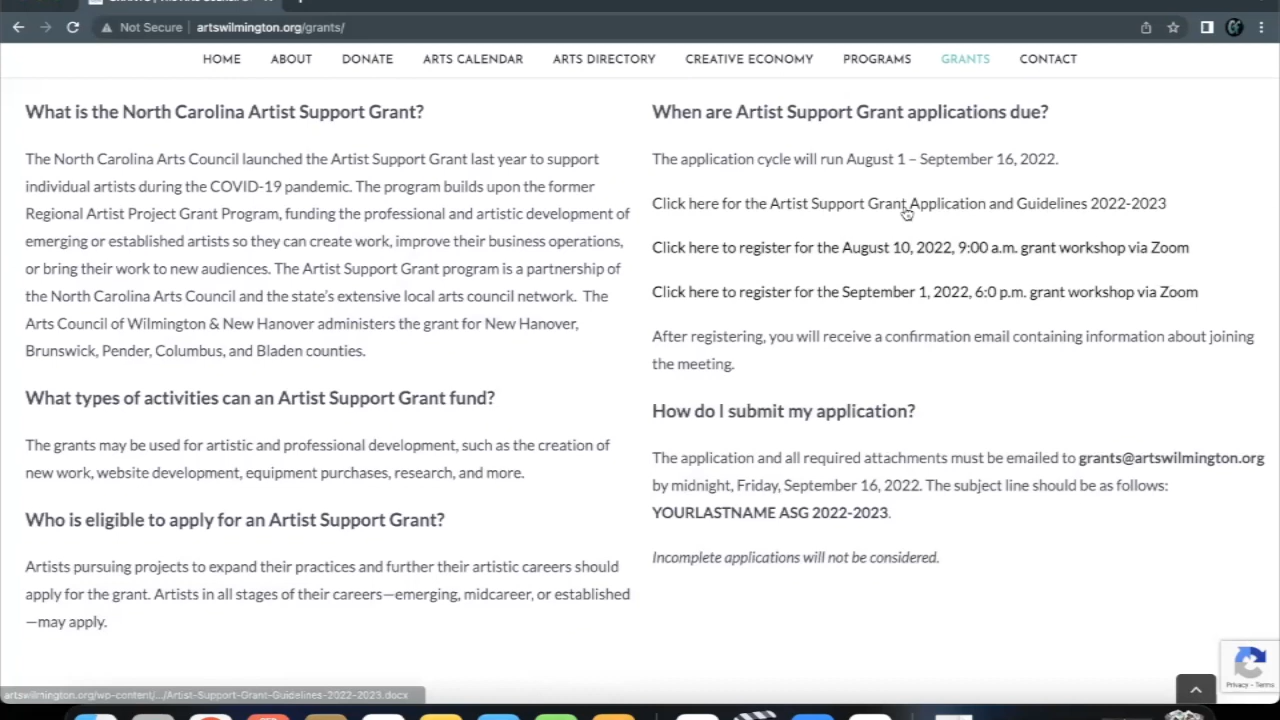 Not Secure artswilmington.org/grants/
HOME ABOUT DONATE ARTS CALENDAR ARTS DIRECTORY CREATIVE ECONOMY PROGRAMS GRANTS CONTACT
What is the North Carolina Artist Support Grant?
The North Carolina Arts Council launched the Artist Support Grant last year to support
individual artists during the COVID-19 pandemic. The program builds upon the former
Regional Artist Project Grant Program, funding the professional and artistic development of
emerging or established artists so they can create work, improve their business operations,
or bring their work to new audiences. The Artist Support Grant program is a partnership of
the North Carolina Arts Council and the state's extensive local arts council network. The
Arts Council of Wilmington & New Hanover administers the grant for New Hanover,
Brunswick, Pender, Columbus, and Bladen counties.
What types of activities can an Artist Support Grant fund?
The grants may be used for artistic and professional development, such as the creation of
new work, website development, equipment purchases, research, and more.
Who is eligible to apply for an Artist Support Grant?
Artists pursuing projects to expand their practices and further their artistic careers should
apply for the grant. Artists in all stages of their careers—emerging, midcareer, or established
—may apply.
When are Artist Support Grant applications due?
The application cycle will run August 1 – September 16, 2022.
Click here for the Artist Support Grant Application and Guidelines 2022-2023
Click here to register for the August 10, 2022, 9:00 a.m. grant workshop via Zoom
Click here to register for the September 1, 2022, 6:0 p.m. grant workshop via Zoom
After registering, you will receive a confirmation email containing information about joining
the meeting.
How do I submit my application?
The application and all required attachments must be emailed to grants@artswilmington.org
by midnight, Friday, September 16, 2022. The subject line should be as follows:
YOURLASTNAME ASG 2022-2023.
Incomplete applications will not be considered.
Privacy - Terms
artswilmington.org/wp-content/.../Artist-Support-Grant-Guidelines-2022-2023.docx